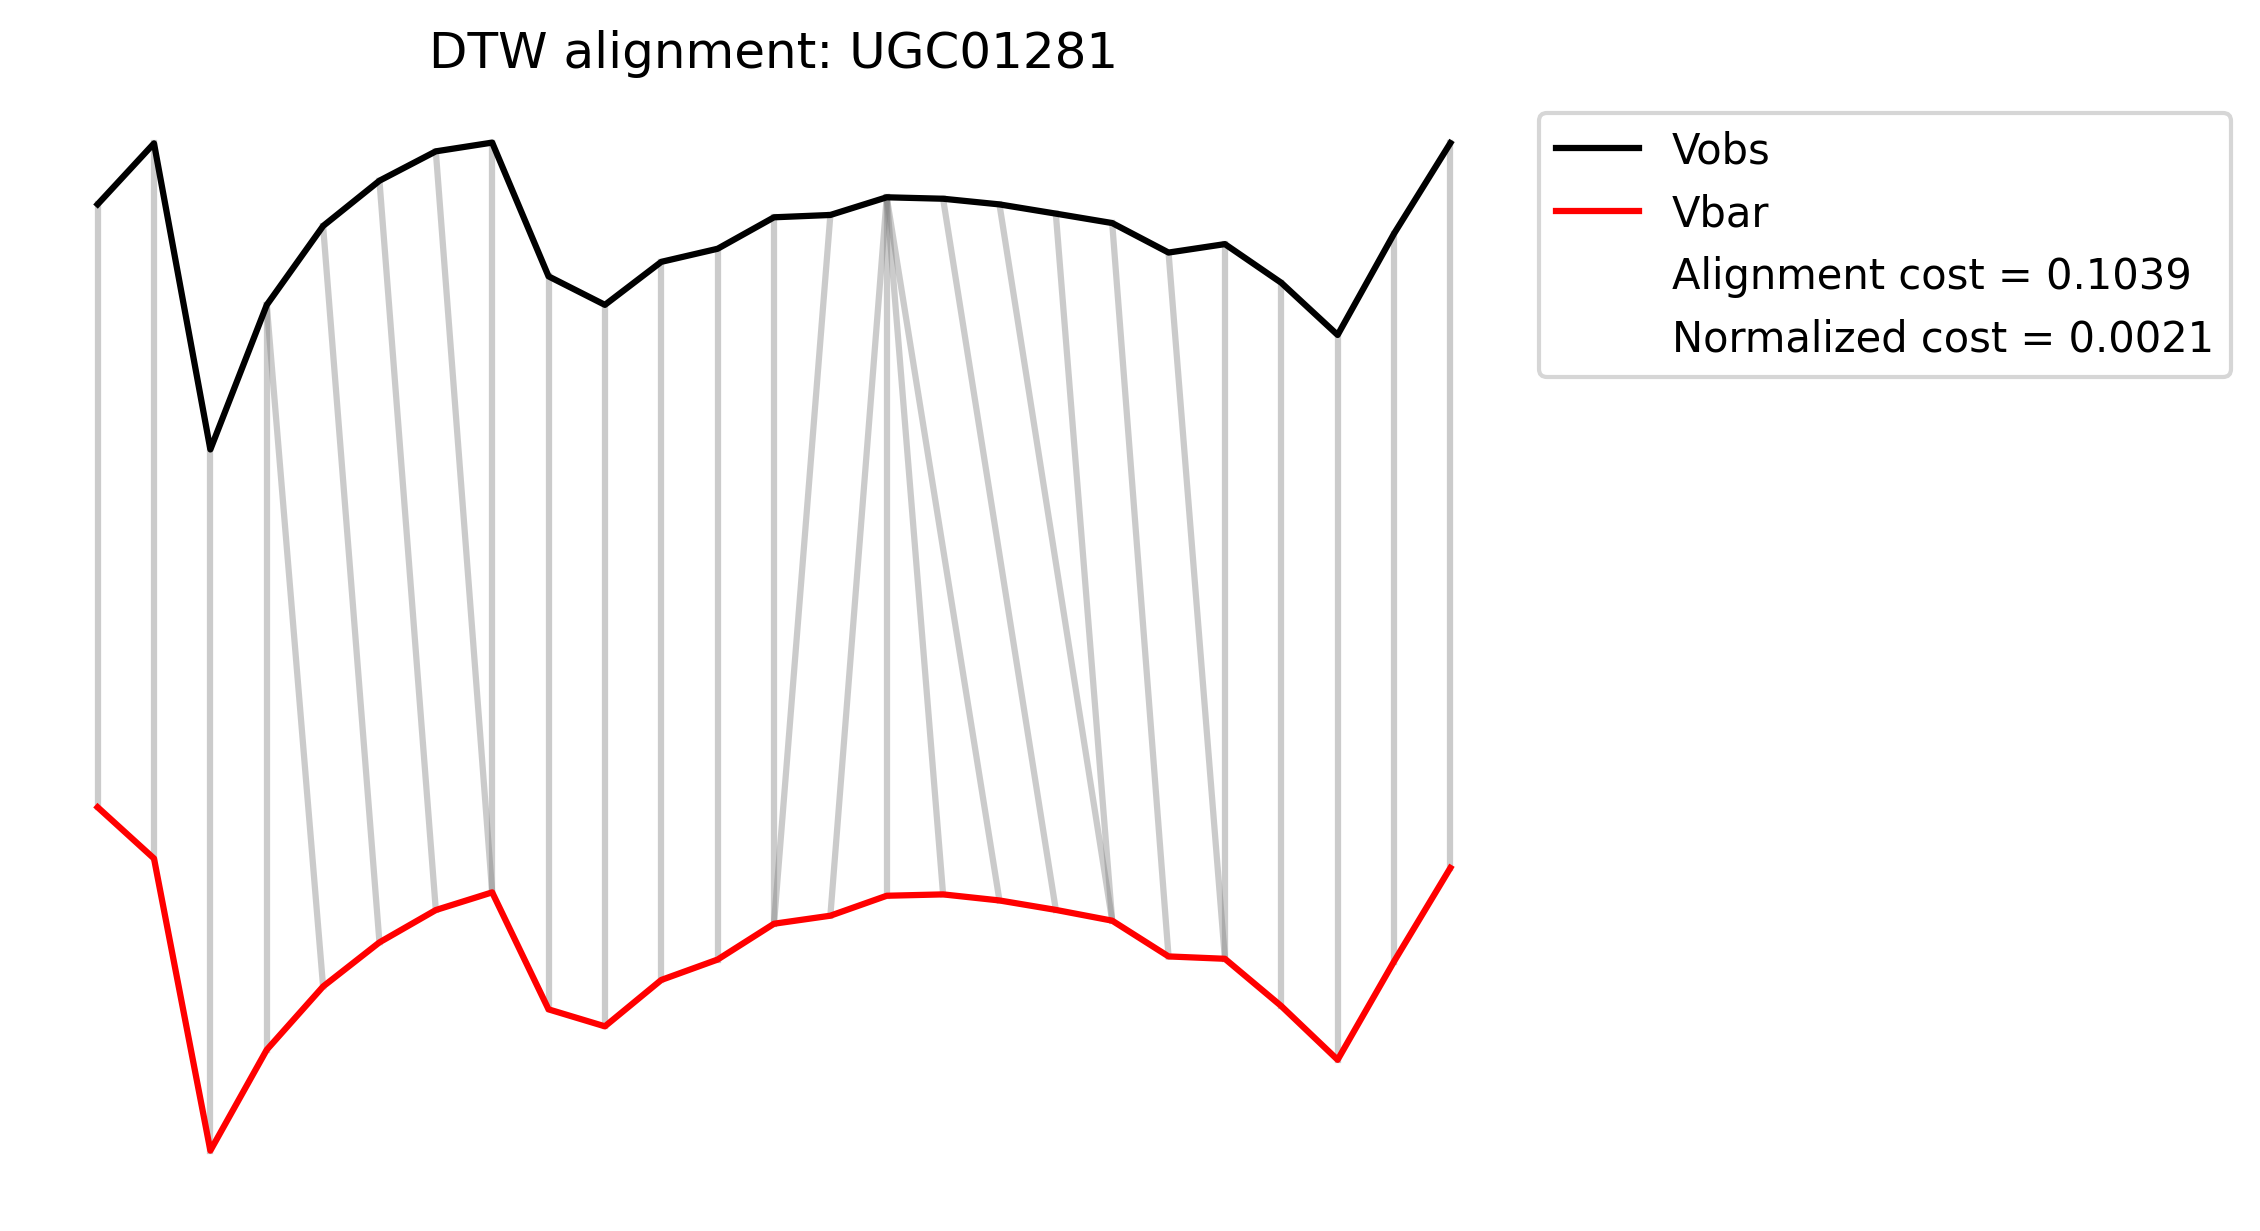 DTW alignment: UGC01281
Vobs
Vbar
Alignment cost = 0.1039
Normalized cost = 0.0021